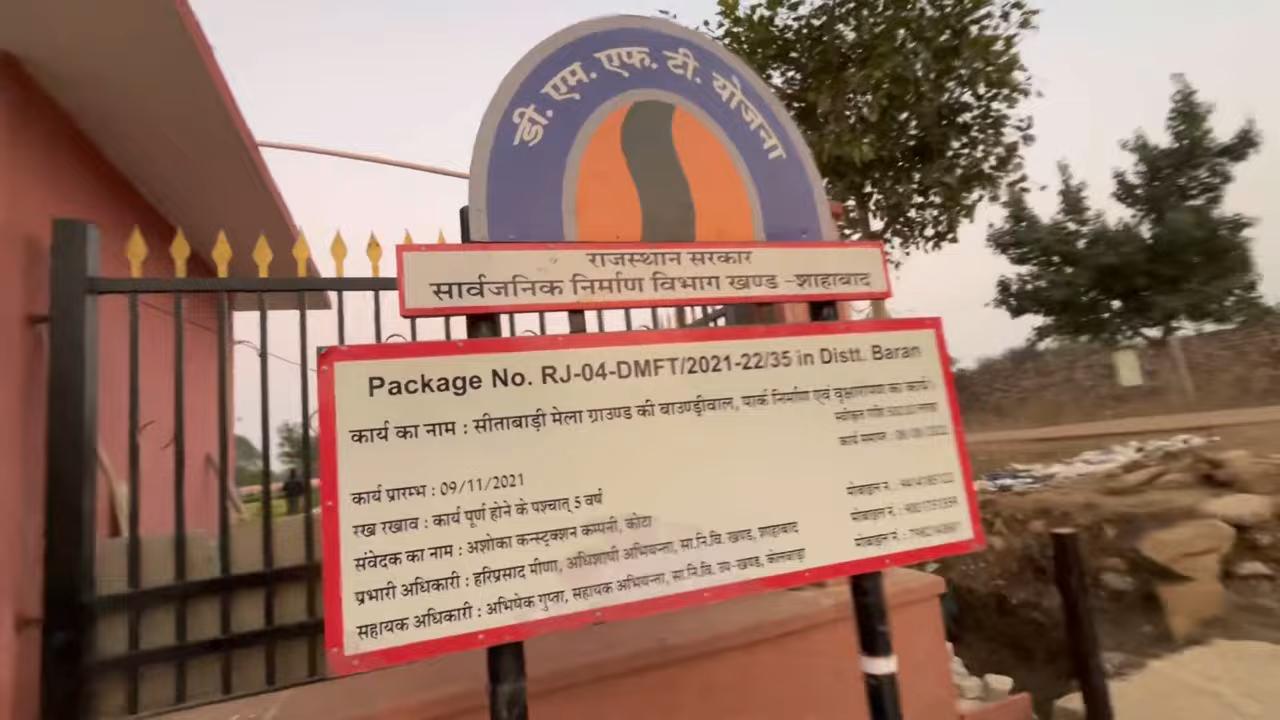 डी. एम. एफ. टी. योजना
राजस्थान सरकार
सार्वजनिक निर्माण विभाग खण्ड -शाहाबाद
Package No. RJ-04-DMFT/2021-22/35 in Distt. Baran
कार्य का नाम : सीताबाड़ी मेला ग्राउण्ड की बाउण्ड्रीवाल, पार्क निर्माण एवं वृक्षारोपण का कार्य।
कार्य समाप्त :
कार्य प्रारम्भ : 09/11/2021
रख रखाव : कार्य पूर्ण होने के पश्चात् 5 वर्ष
मोबाइल नं. :
संवेदक का नाम : अशोका कन्स्ट्रक्शन कम्पनी, कोटा
मोबाइल नं. :
प्रभारी अधिकारी : हरिप्रसाद मीणा, अधिशाषी अभियन्ता, सा.नि.वि. खण्ड, शाहाबाद
मोबाइल नं. :
सहायक अधिकारी : अभिषेक गुप्ता, सहायक अभियन्ता, सा.नि.वि. उप-खण्ड, केलवाड़ा